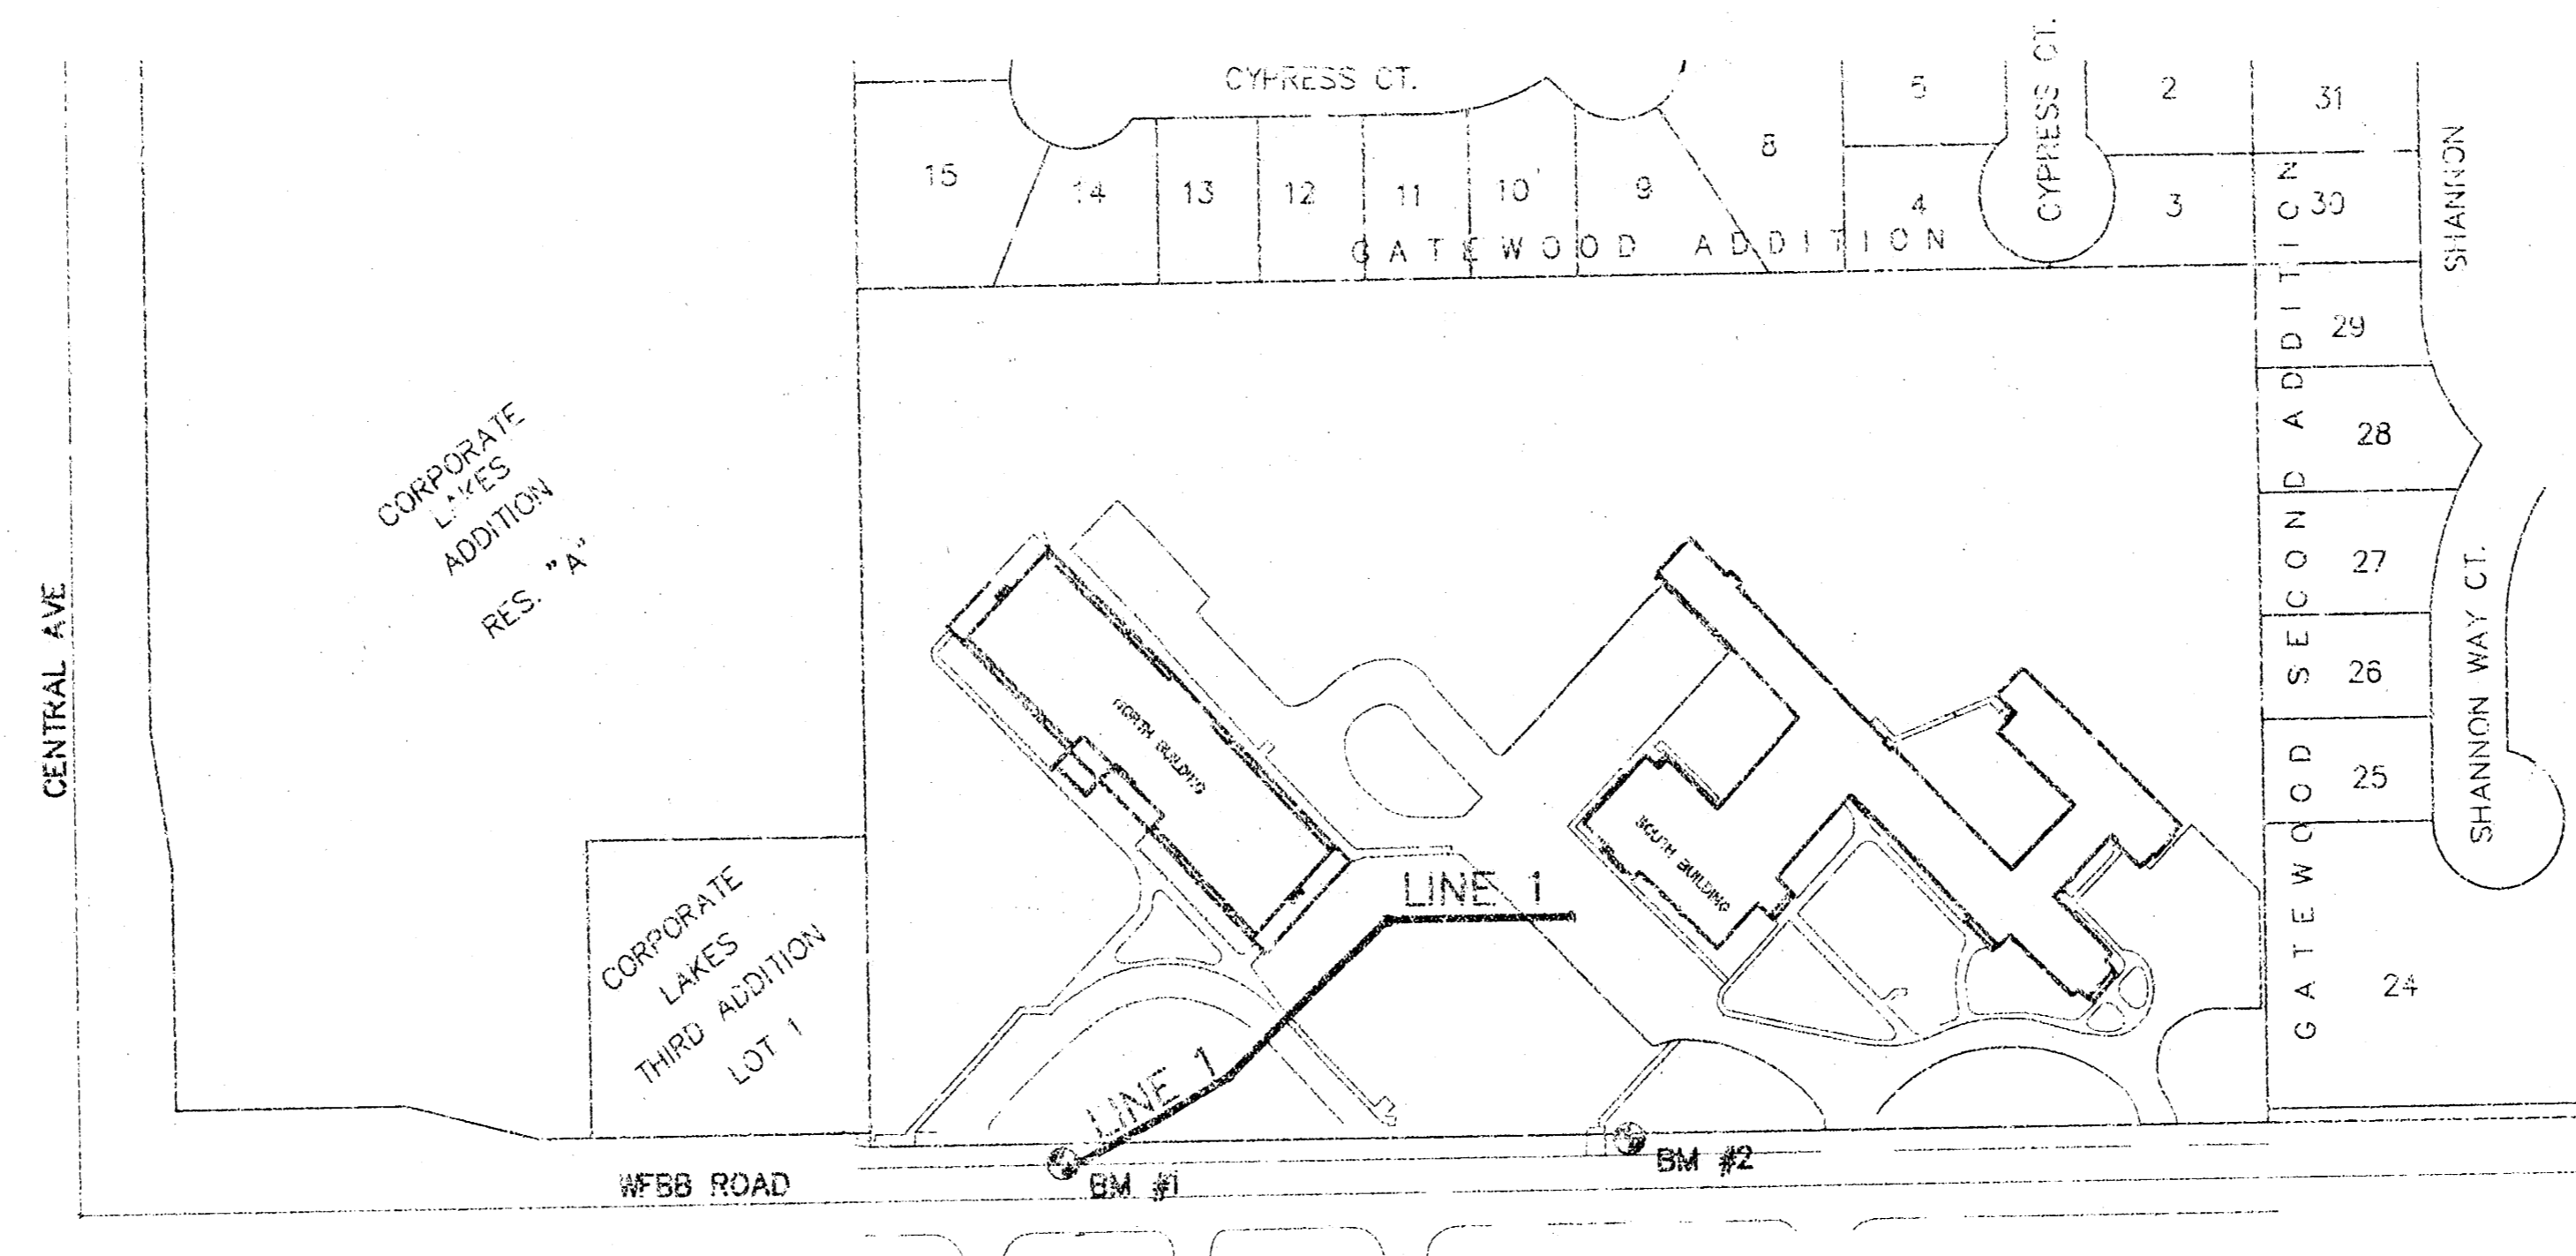 CYPRESS CT.
CYPRESS CT.
5
2
31
8
15
14
13
12
11
10
9
4
3
30
SHANNON
GATEWOOD ADDITION
29
28
27
26
25
24
GATEWOOD SECOND ADDITION
SHANNON WAY CT.
CORPORATE
LAKES
ADDITION
RES. "A"
CENTRAL AVE
NORTH BUILDING
SOUTH BUILDING
LINE 1
CORPORATE
LAKES
THIRD ADDITION
LOT 1
LINE 1
BM #1
BM #2
WEBB ROAD